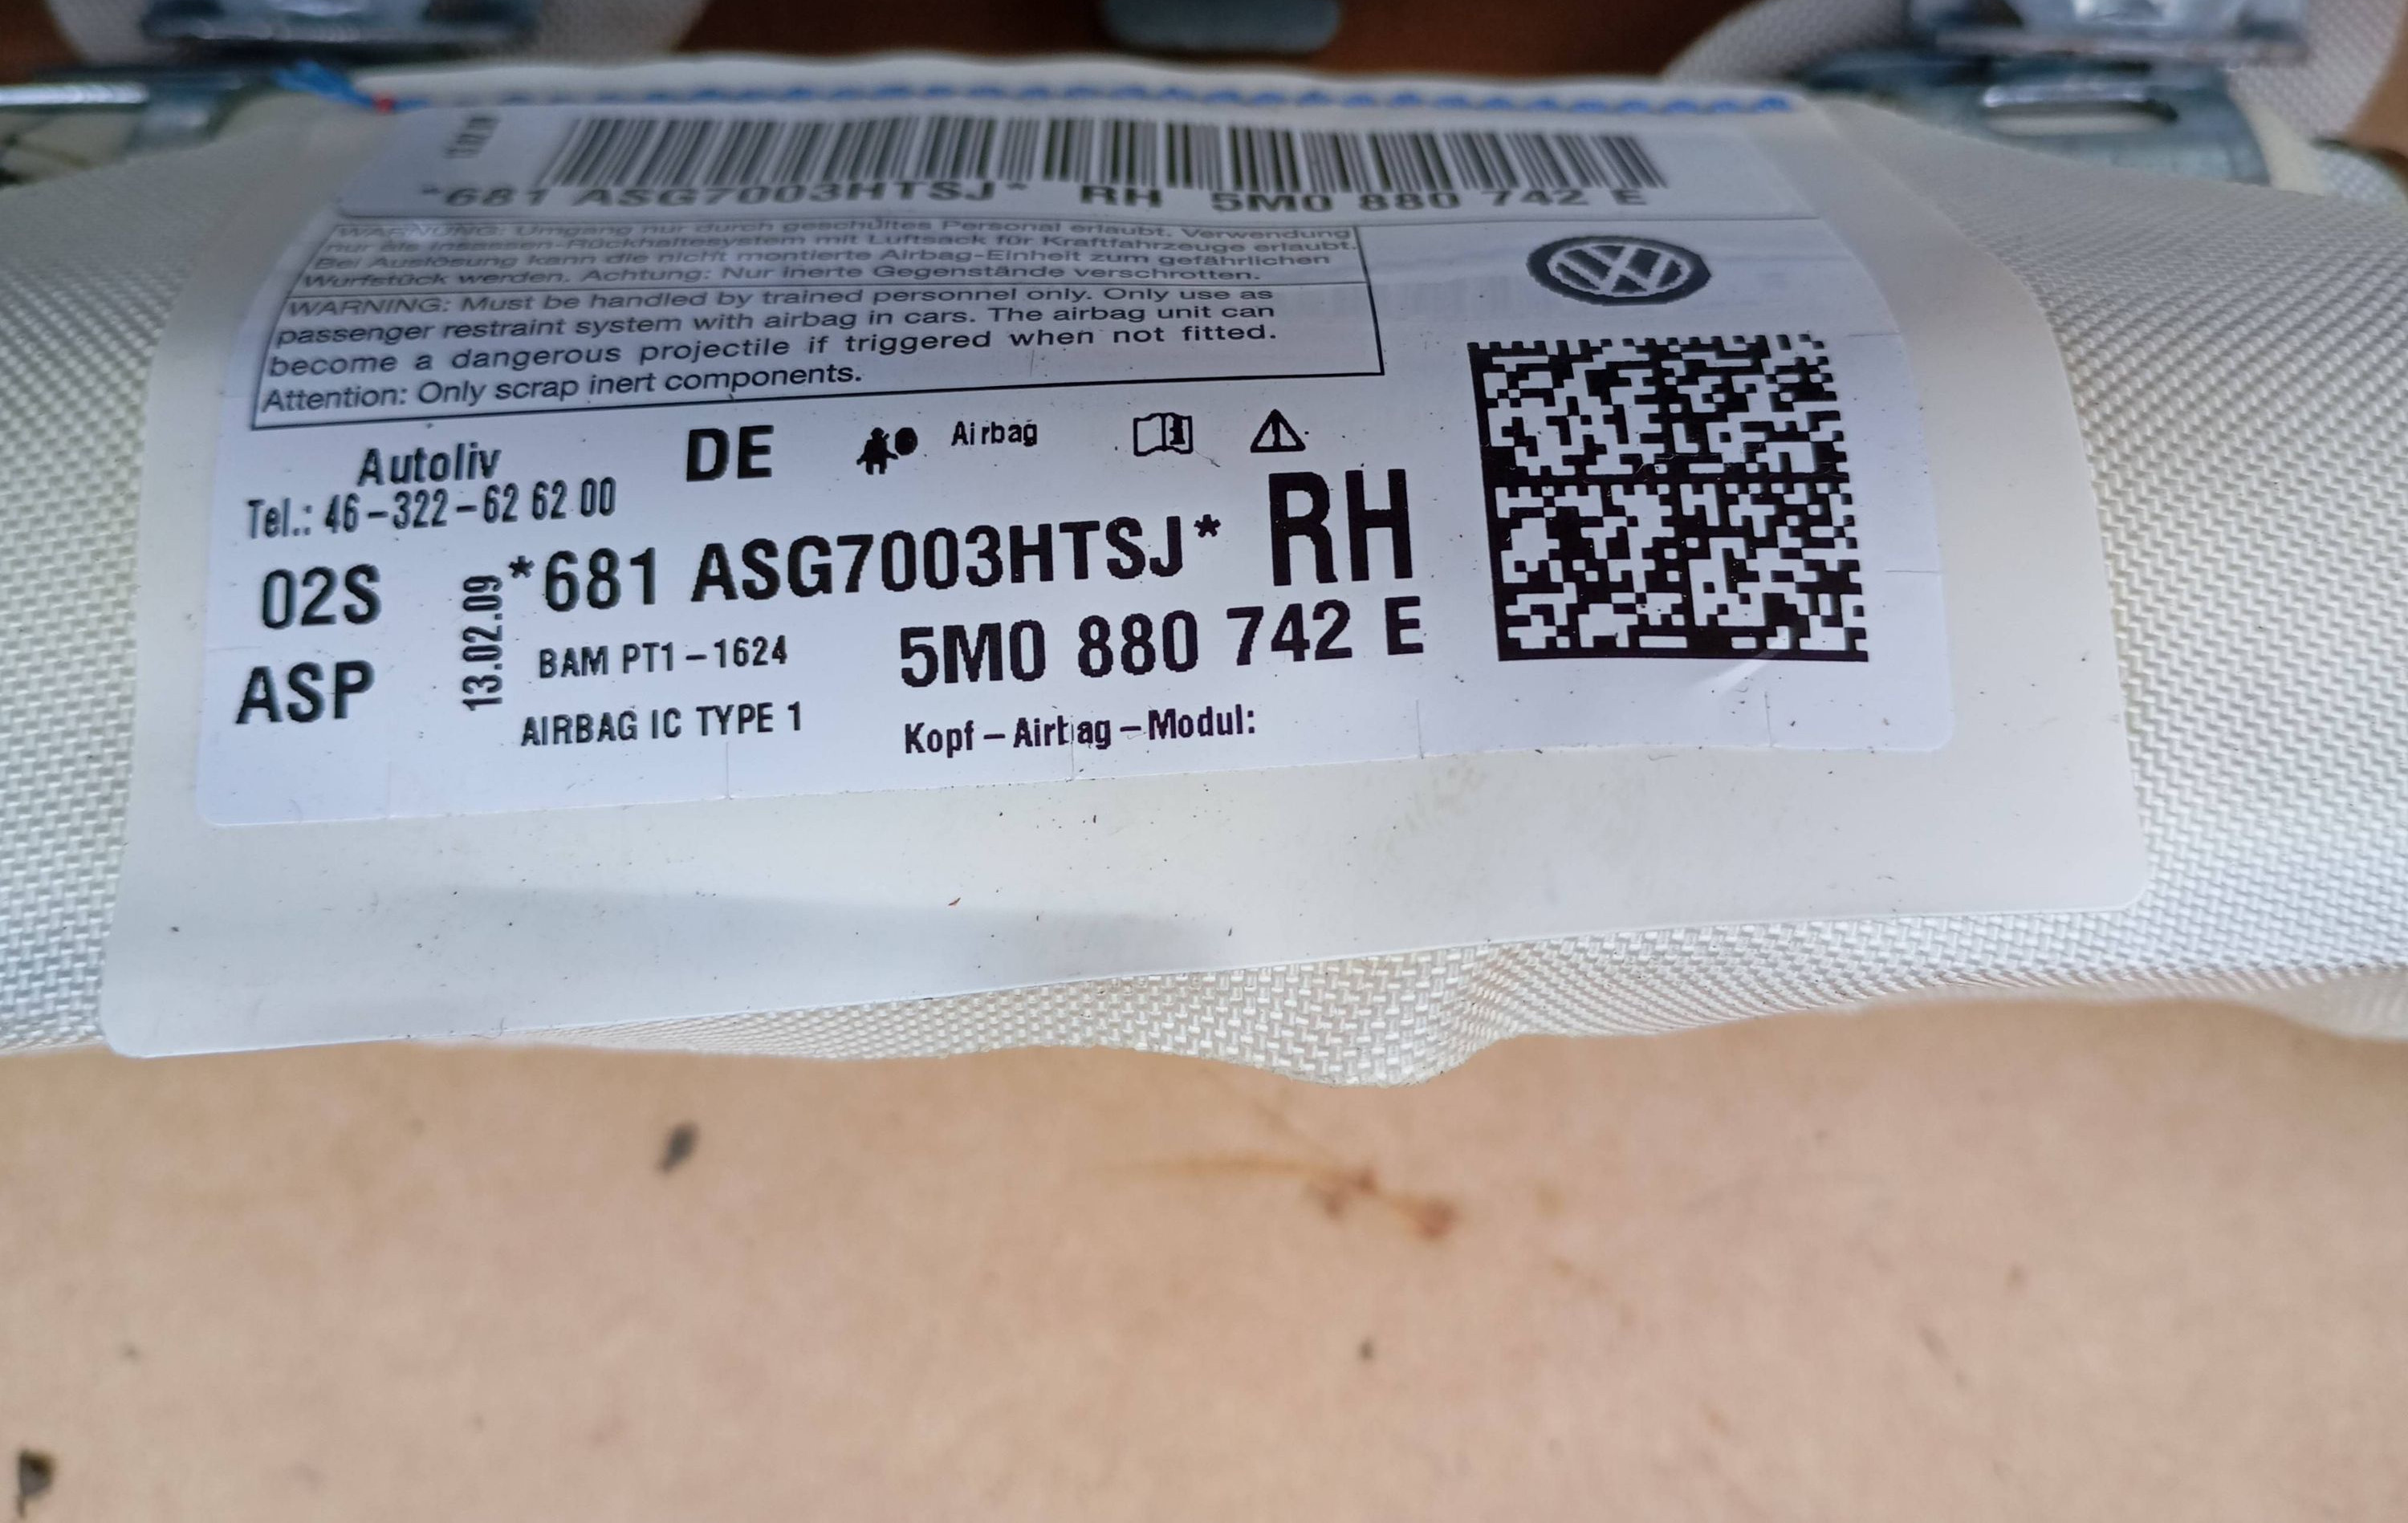 *681 ASG7003HTSJ* RH 5M0 880 742 E
WARNUNG: Umgang nur durch geschultes Personal erlaubt. Verwendung
nur als Insassen-Rückhaltesystem mit Luftsack für Kraftfahrzeuge erlaubt.
Bei Auslösung kann die nicht montierte Airbag-Einheit zum gefährlichen
Wurfstück werden. Achtung: Nur inerte Gegenstände verschrotten.
WARNING: Must be handled by trained personnel only. Only use as
passenger restraint system with airbag in cars. The airbag unit can
become a dangerous projectile if triggered when not fitted.
Attention: Only scrap inert components.
Autoliv DE Airbag
Tel.: 46-322-62 62 00
02S 13.02.09 *681 ASG7003HTSJ* RH
ASP BAM PT1-1624 5M0 880 742 E
AIRBAG IC TYPE 1 Kopf-Airbag-Modul: